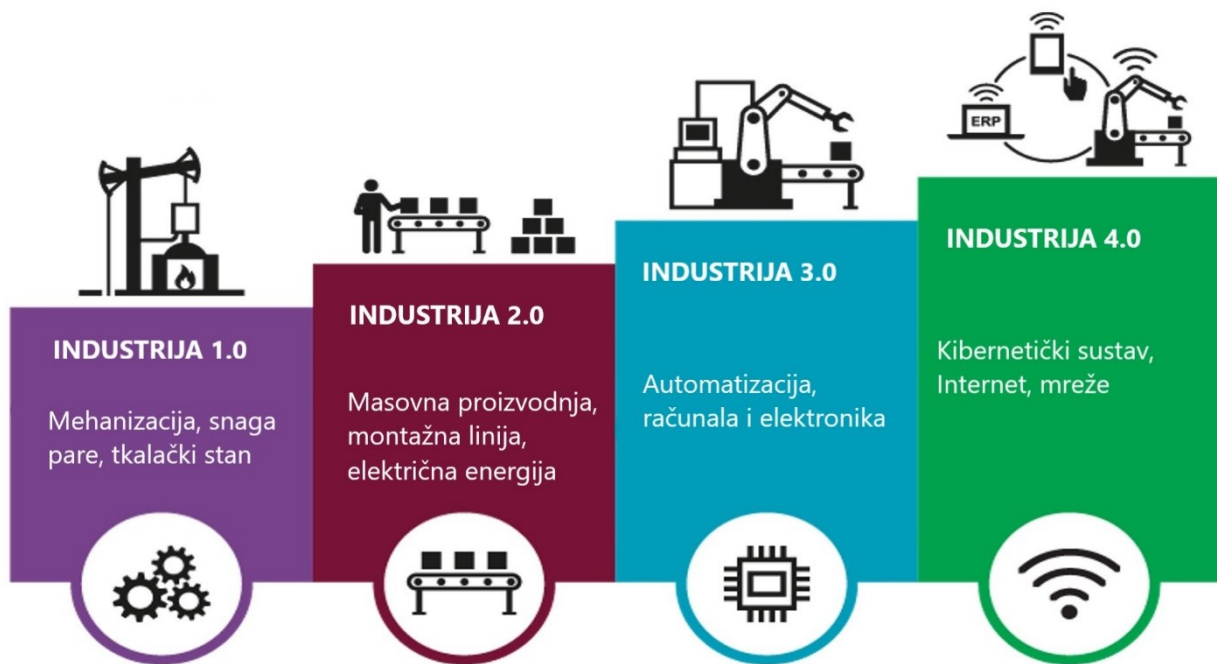 ERP
INDUSTRIJA 1.0
Mehanizacija, snaga
pare, tkalački stan
INDUSTRIJA 2.0
Masovna proizvodnja,
montažna linija,
električna energija
INDUSTRIJA 3.0
Automatizacija,
računala i elektronika
INDUSTRIJA 4.0
Kibernetički sustav,
Internet, mreže